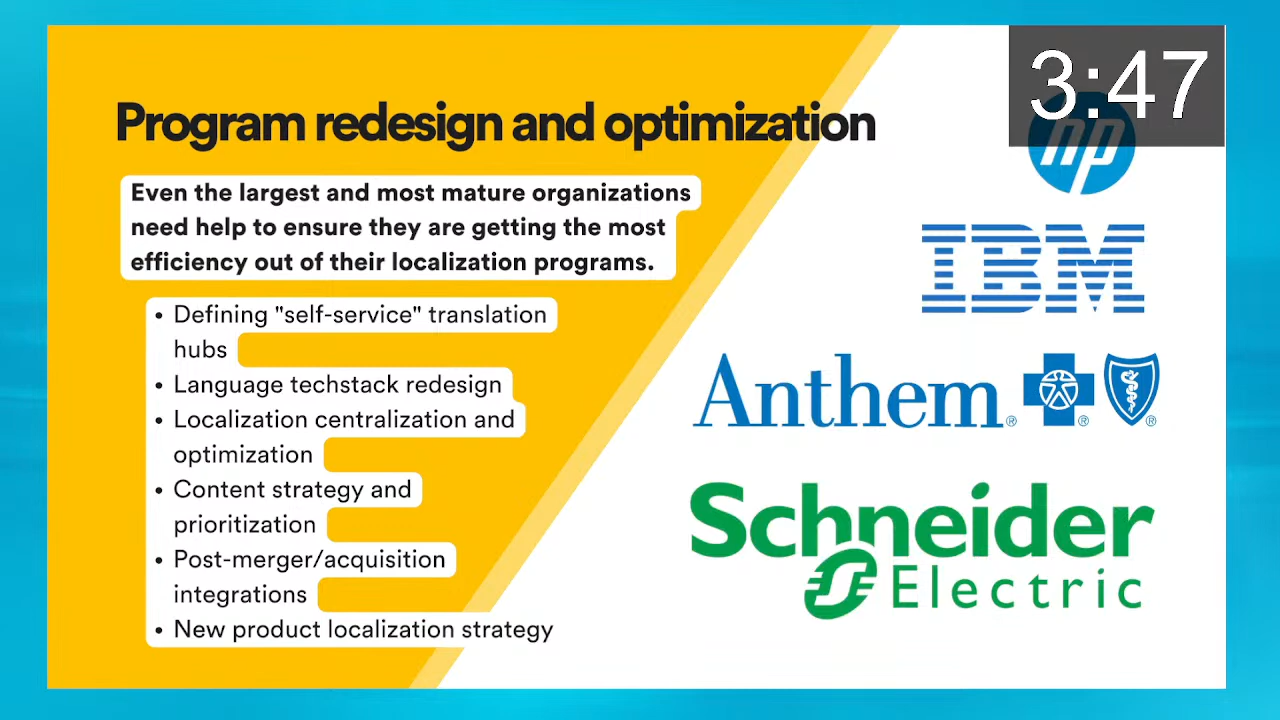 3:47
Program redesign and optimization
hp
Even the largest and most mature organizations
need help to ensure they are getting the most
efficiency out of their localization programs.
IBM
• Defining "self-service" translation
hubs
• Language techstack redesign
• Localization centralization and
optimization
• Content strategy and
prioritization
• Post-merger/acquisition
integrations
• New product localization strategy
Anthem® ® ®
Schneider
Electric